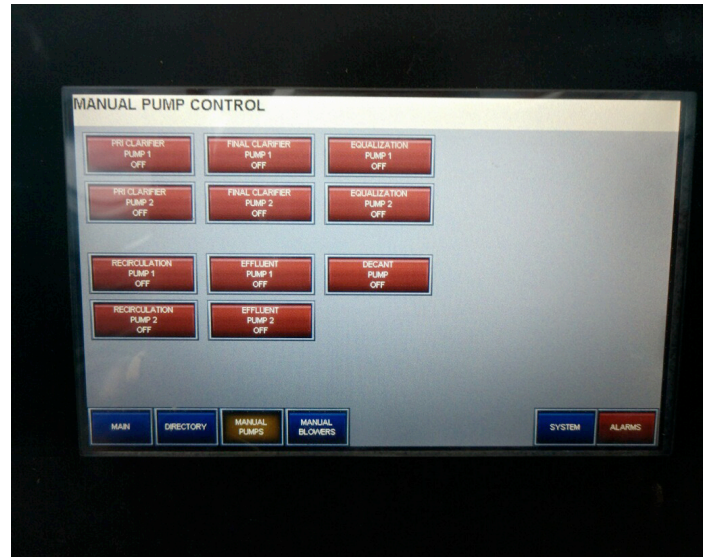 MANUAL PUMP CONTROL
PRI CLARIFIER
PUMP 1
OFF
FINAL CLARIFIER
PUMP 1
OFF
EQUALIZATION
PUMP 1
OFF
PRI CLARIFIER
PUMP 2
OFF
FINAL CLARIFIER
PUMP 2
OFF
EQUALIZATION
PUMP 2
OFF
RECIRCULATION
PUMP 1
OFF
EFFLUENT
PUMP 1
OFF
DECANT
PUMP
OFF
RECIRCULATION
PUMP 2
OFF
EFFLUENT
PUMP 2
OFF
MAIN
DIRECTORY
MANUAL
PUMPS
MANUAL
BLOWERS
SYSTEM
ALARMS